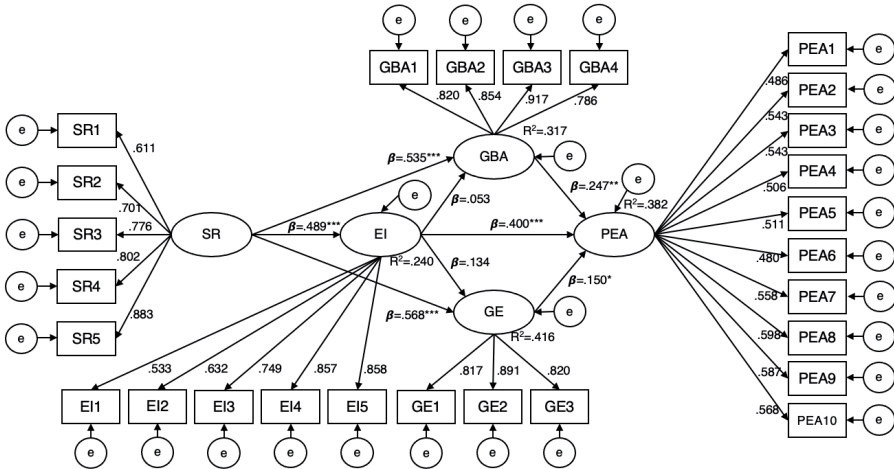 e e e e
GBA1 GBA2 GBA3 GBA4
.820 .854 .917 .786
R²=.317
GBA e
β=.535***
β=.247**
e SR1
.611
e SR2
.701
e SR3
.776
e SR4
.802
e SR5
.883
SR
β=.489***
e
EI
R²=.240
β=.053
β=.400***
β=.134
β=.568***
β=.150*
e
R²=.382
PEA
GE e
R²=.416
.533 .632 .749 .857 .858
EI1 EI2 EI3 EI4 EI5
e e e e e
.817 .891 .820
GE1 GE2 GE3
e e e
PEA1 e
.486
PEA2 e
.543
PEA3 e
.543
PEA4 e
.506
PEA5 e
.511
PEA6 e
.480
PEA7 e
.558
PEA8 e
.598
PEA9 e
.587
PEA10 e
.568